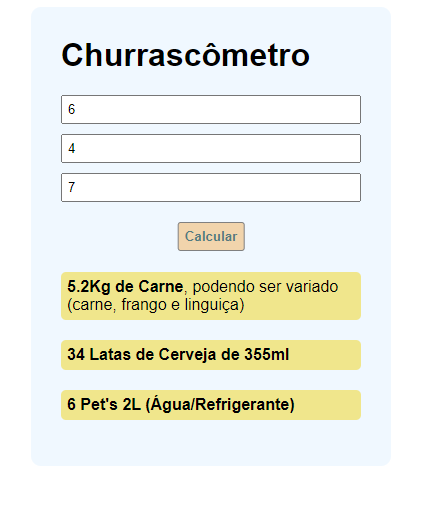 Churrascômetro
6
4
7
Calcular
5.2Kg de Carne, podendo ser variado
(carne, frango e linguiça)
34 Latas de Cerveja de 355ml
6 Pet's 2L (Água/Refrigerante)